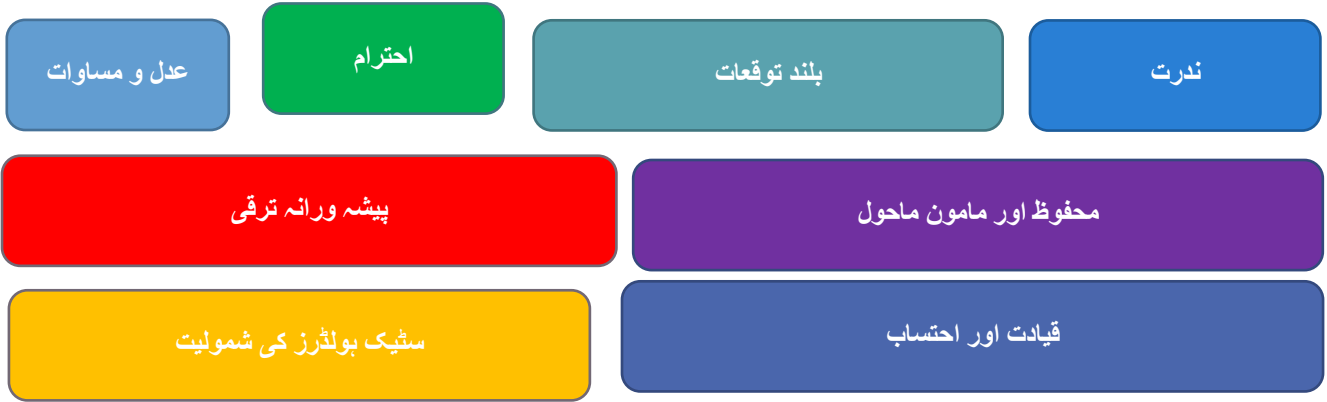 ندرت
بلند توقعات
احترام
عدل و مساوات
محفوظ اور مامون ماحول
پیشہ ورانہ ترقی
قیادت اور احتساب
سٹیک ہولڈرز کی شمولیت